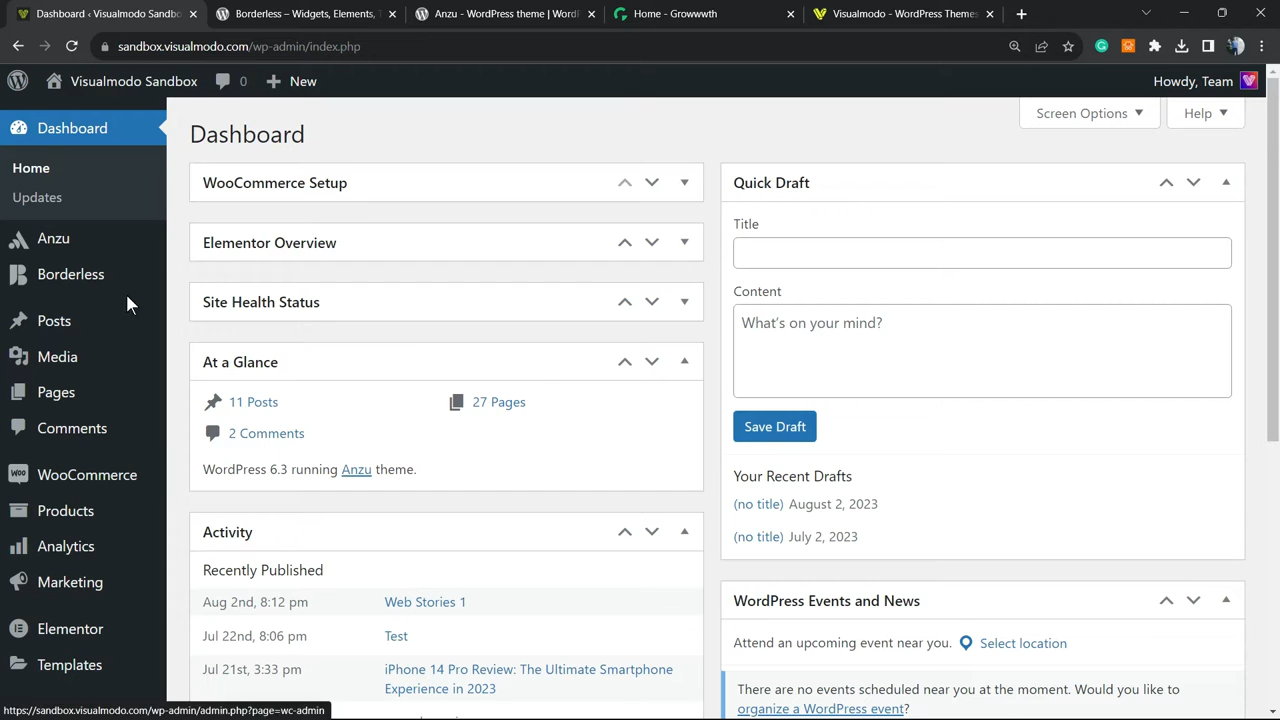 Dashboard ‹ Visualmodo Sandbo
Borderless – Widgets, Elements, T
Anzu - WordPress theme | WordP
Home - Growwwth
Visualmodo - WordPress Themes
sandbox.visualmodo.com/wp-admin/index.php
Visualmodo Sandbox
0
New
Howdy, Team
Dashboard
Home
Updates
Anzu
Borderless
Posts
Media
Pages
Comments
WooCommerce
Products
Analytics
Marketing
Elementor
Templates
Screen Options
Help
Dashboard
WooCommerce Setup
Elementor Overview
Site Health Status
At a Glance
11 Posts
27 Pages
2 Comments
WordPress 6.3 running Anzu theme.
Activity
Recently Published
Aug 2nd, 8:12 pm
Web Stories 1
Jul 22nd, 8:06 pm
Test
Jul 21st, 3:33 pm
iPhone 14 Pro Review: The Ultimate Smartphone
Experience in 2023
Quick Draft
Title
Content
What's on your mind?
Save Draft
Your Recent Drafts
(no title) August 2, 2023
(no title) July 2, 2023
WordPress Events and News
Attend an upcoming event near you.
Select location
There are no events scheduled near you at the moment. Would you like to
organize a WordPress event?
https://sandbox.visualmodo.com/wp-admin/admin.php?page=wc-admin